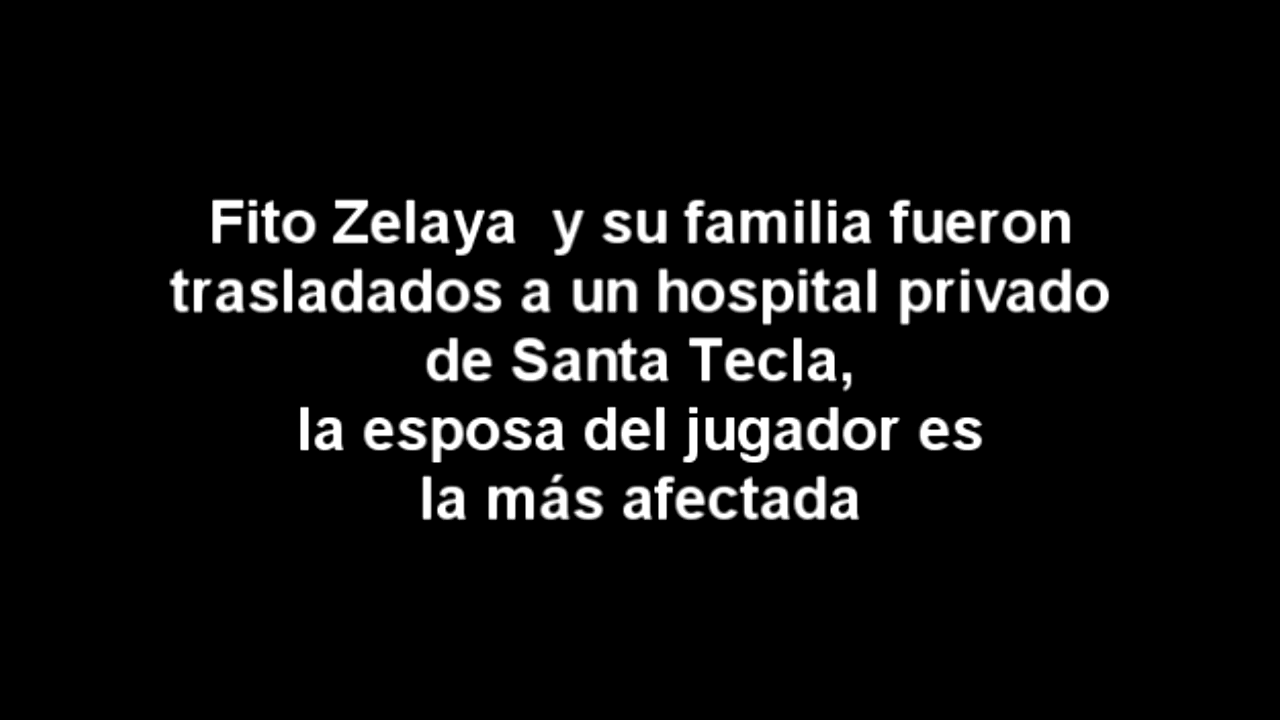 Fito Zelaya  y su familia fueron
trasladados a un hospital privado
de Santa Tecla,
la esposa del jugador es
la más afectada